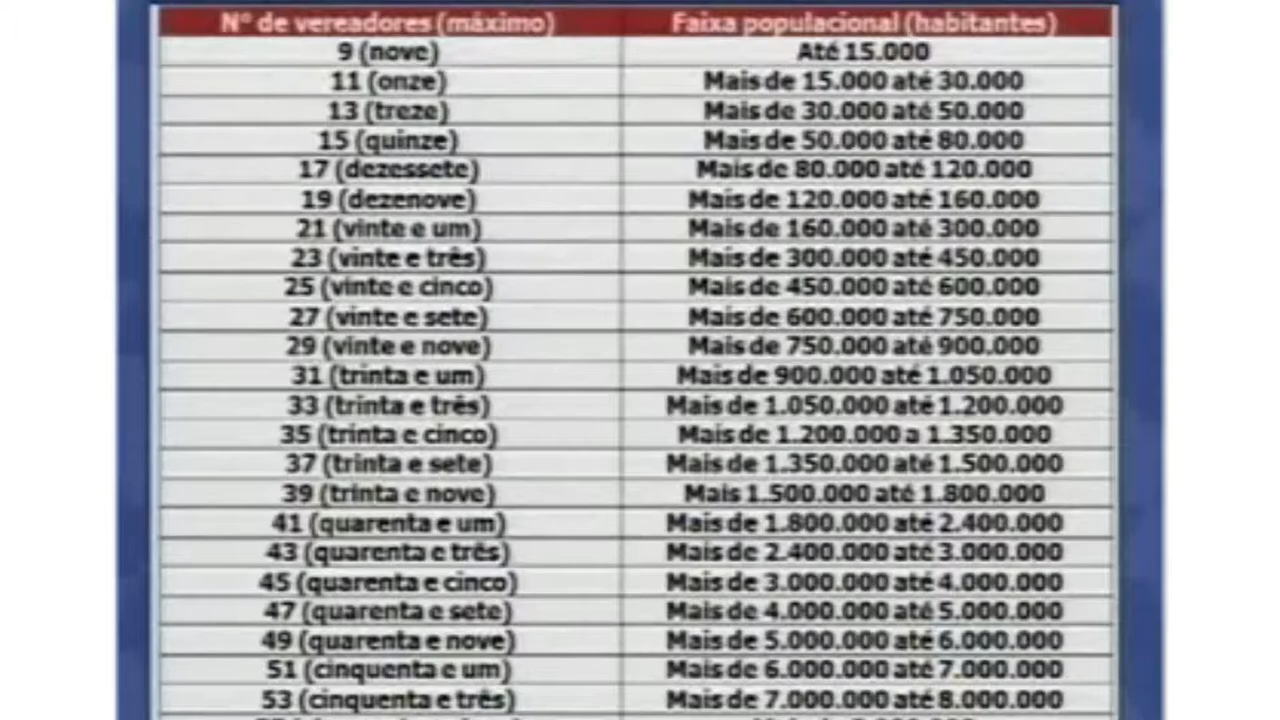 Nº de vereadores (máximo) Faixa populacional (habitantes)
9 (nove) Até 15.000
11 (onze) Mais de 15.000 até 30.000
13 (treze) Mais de 30.000 até 50.000
15 (quinze) Mais de 50.000 até 80.000
17 (dezessete) Mais de 80.000 até 120.000
19 (dezenove) Mais de 120.000 até 160.000
21 (vinte e um) Mais de 160.000 até 300.000
23 (vinte e três) Mais de 300.000 até 450.000
25 (vinte e cinco) Mais de 450.000 até 600.000
27 (vinte e sete) Mais de 600.000 até 750.000
29 (vinte e nove) Mais de 750.000 até 900.000
31 (trinta e um) Mais de 900.000 até 1.050.000
33 (trinta e três) Mais de 1.050.000 até 1.200.000
35 (trinta e cinco) Mais de 1.200.000 a 1.350.000
37 (trinta e sete) Mais de 1.350.000 até 1.500.000
39 (trinta e nove) Mais 1.500.000 até 1.800.000
41 (quarenta e um) Mais de 1.800.000 até 2.400.000
43 (quarenta e três) Mais de 2.400.000 até 3.000.000
45 (quarenta e cinco) Mais de 3.000.000 até 4.000.000
47 (quarenta e sete) Mais de 4.000.000 até 5.000.000
49 (quarenta e nove) Mais de 5.000.000 até 6.000.000
51 (cinquenta e um) Mais de 6.000.000 até 7.000.000
53 (cinquenta e três) Mais de 7.000.000 até 8.000.000